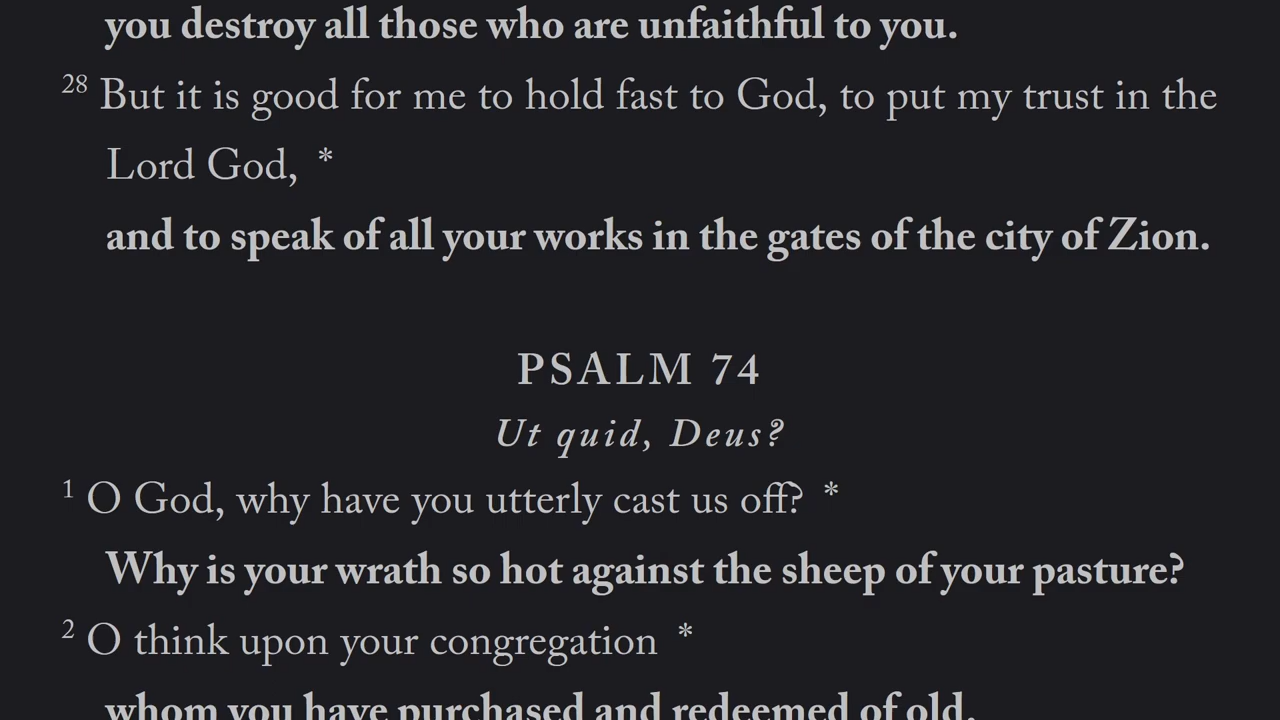 you destroy all those who are unfaithful to you.
28 But it is good for me to hold fast to God, to put my trust in the
Lord God, *
and to speak of all your works in the gates of the city of Zion.
PSALM 74
Ut quid, Deus?
1 O God, why have you utterly cast us off? *
Why is your wrath so hot against the sheep of your pasture?
2 O think upon your congregation *
whom you have purchased and redeemed of old.